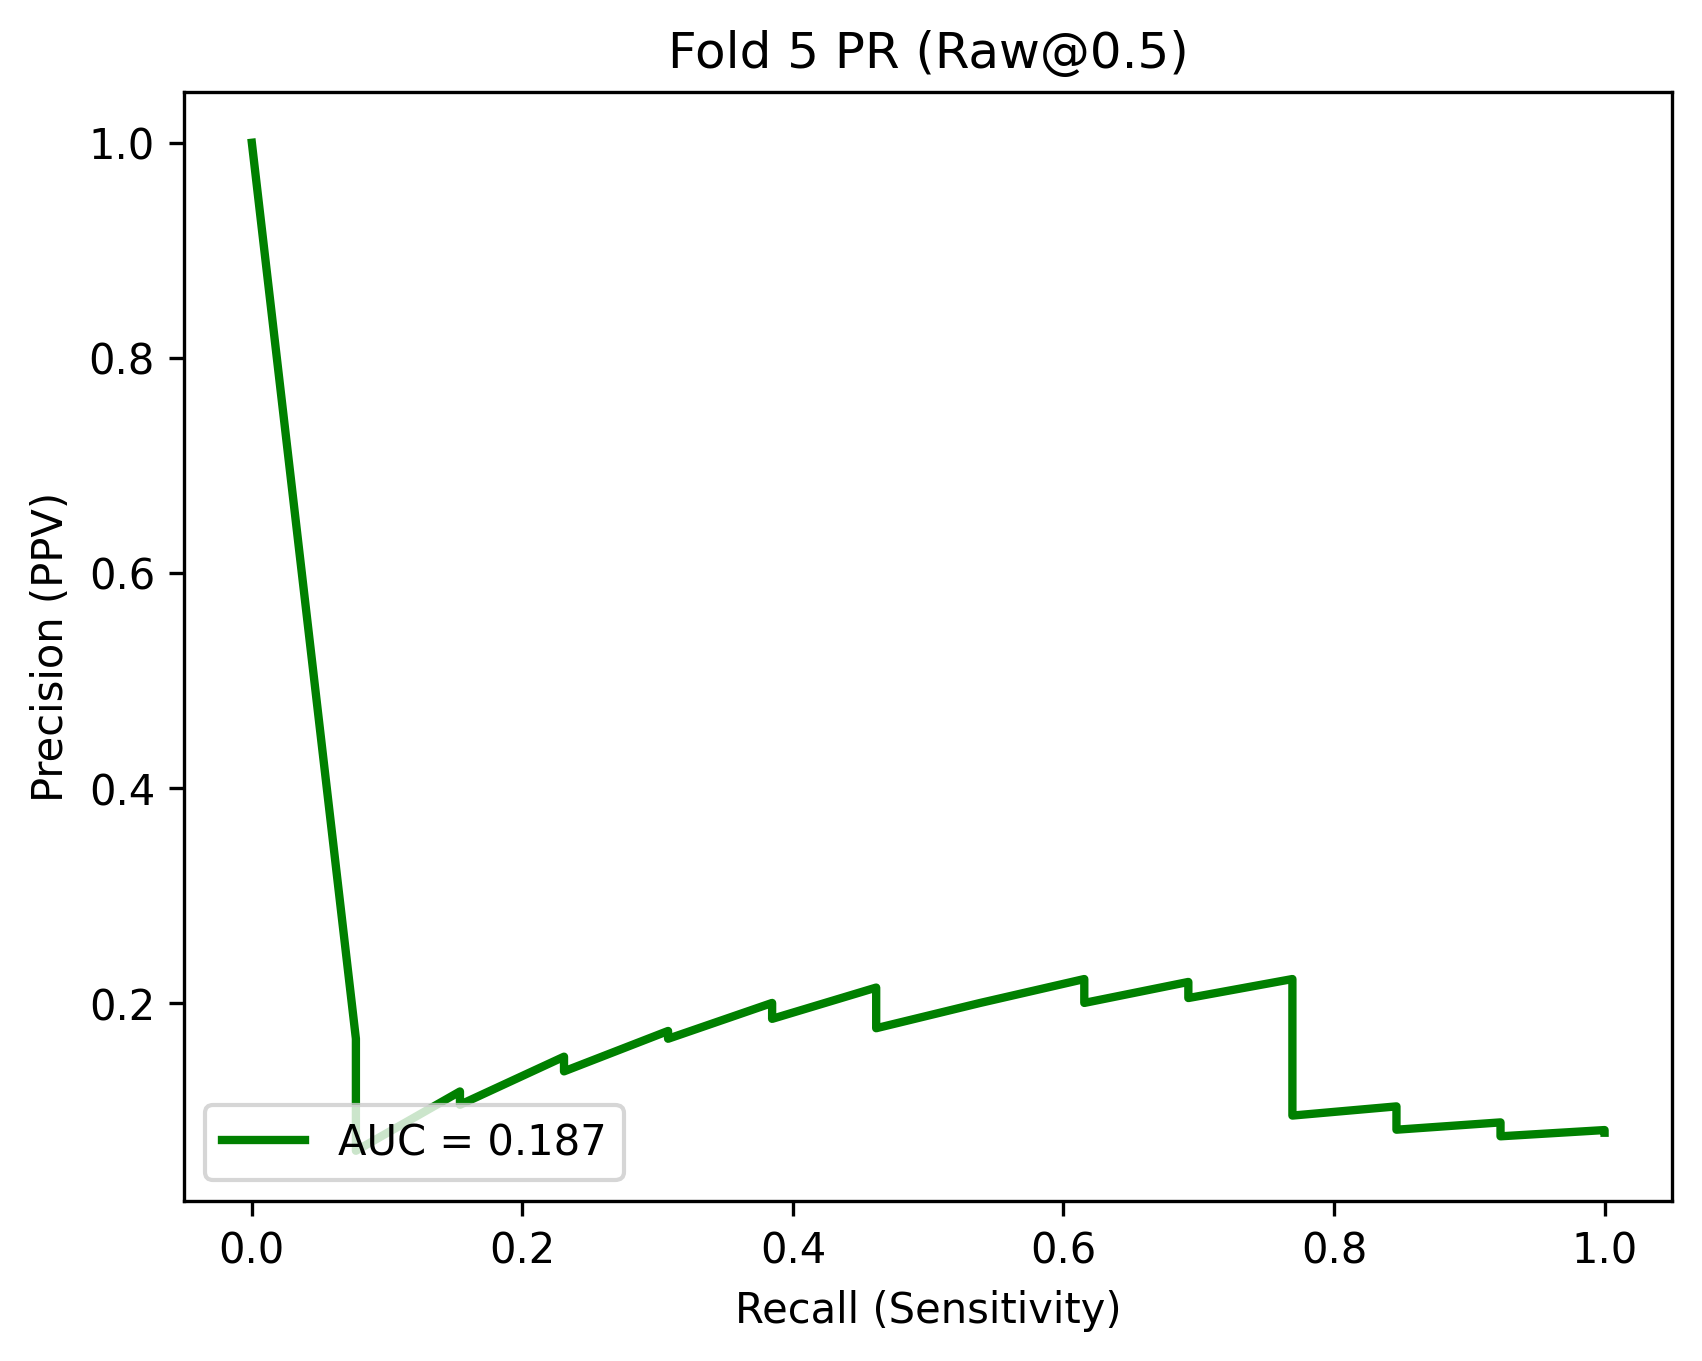 Fold 5 PR (Raw@0.5)
1.0
0.8
0.6
0.4
0.2
Precision (PPV)
AUC = 0.187
0.0 0.2 0.4 0.6 0.8 1.0
Recall (Sensitivity)